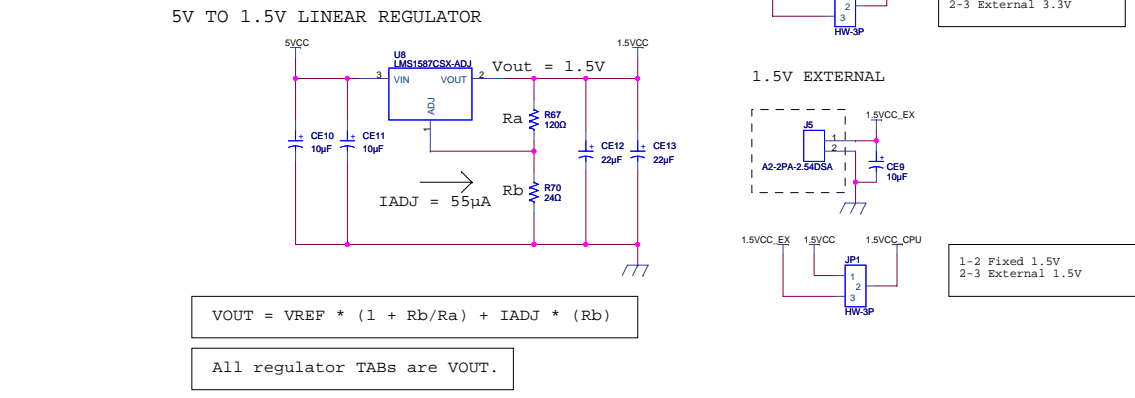 5V TO 1.5V LINEAR REGULATOR
5VCC
U8
LMS1587CSX-ADJ
3
VIN
VOUT
2
ADJ
1
Vout = 1.5V
1.5VCC
CE10
10µF
CE11
10µF
Ra
R67
120Ω
Rb
R70
24Ω
IADJ = 55µA
CE12
22µF
CE13
22µF
VOUT = VREF * (1 + Rb/Ra) + IADJ * (Rb)
All regulator TABs are VOUT.
2
3
HW-3P
2-3 External 3.3V
1.5V EXTERNAL
1.5VCC_EX
J5
1
2
A2-2PA-2.54DSA
CE9
10µF
1.5VCC_EX
1.5VCC
1.5VCC_CPU
JP1
1
2
3
HW-3P
1-2 Fixed 1.5V
2-3 External 1.5V